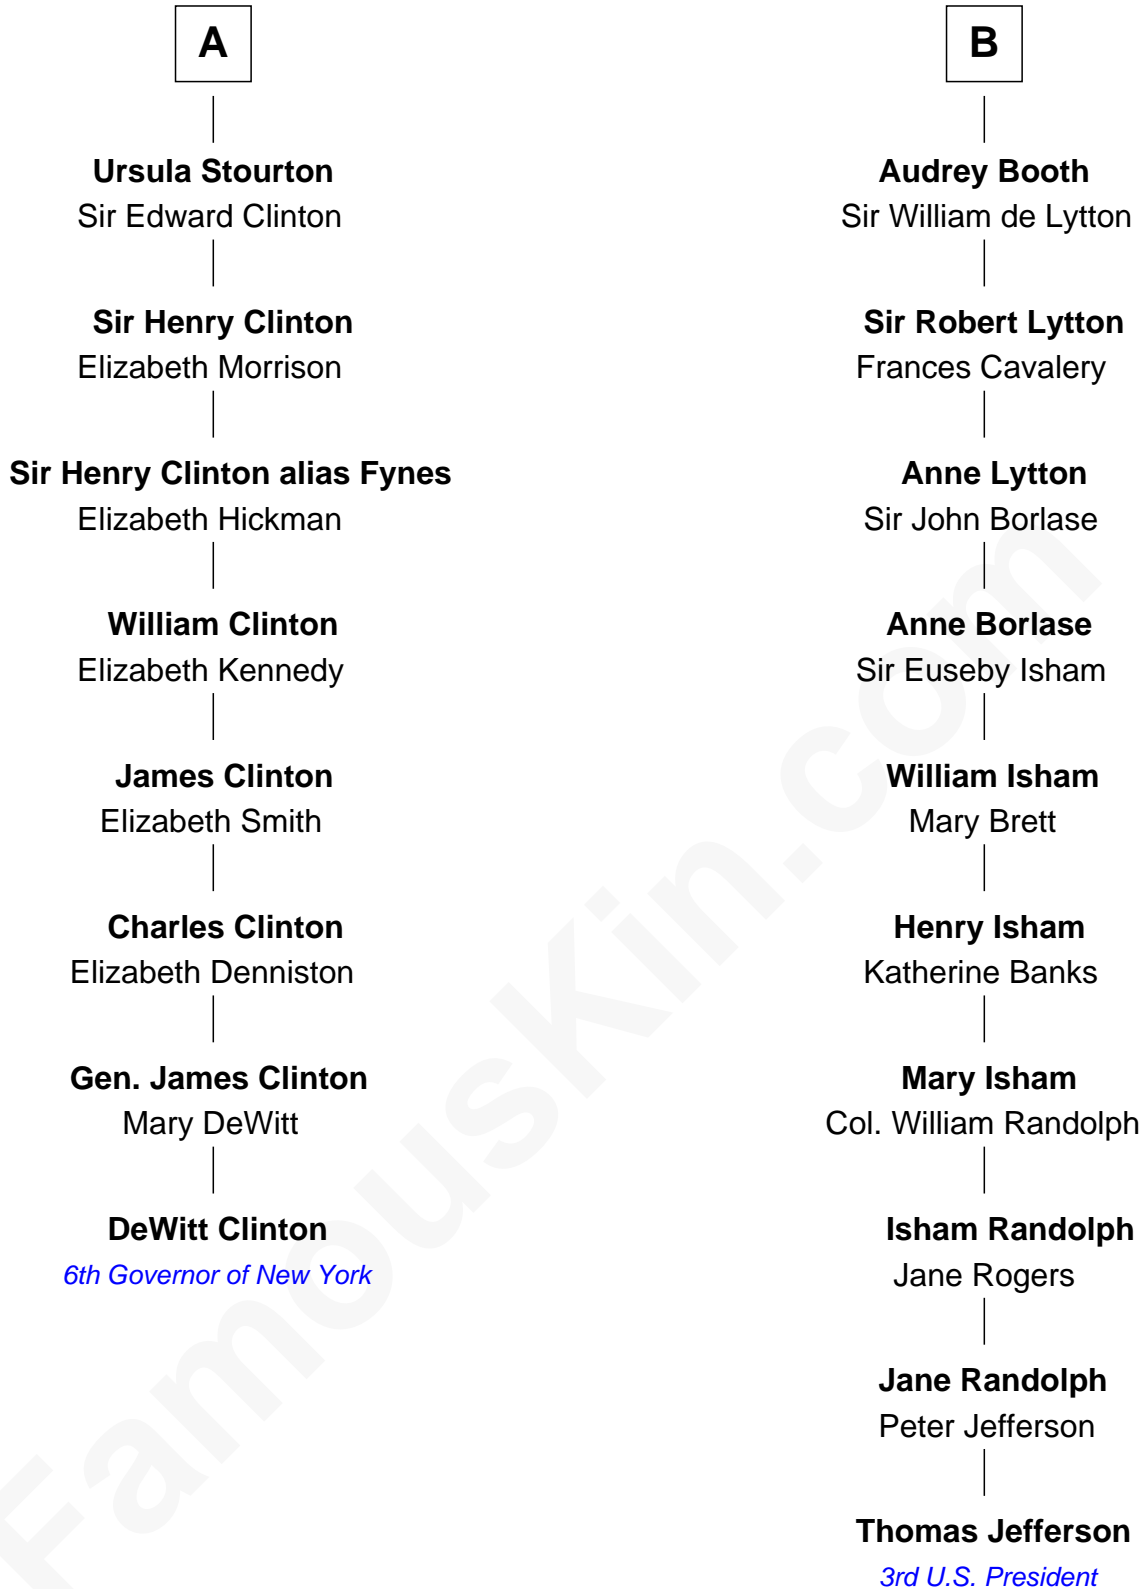 A
Ursula Stourton
Sir Edward Clinton
Sir Henry Clinton
Elizabeth Morrison
Sir Henry Clinton alias Fynes
Elizabeth Hickman
William Clinton
Elizabeth Kennedy
James Clinton
Elizabeth Smith
Charles Clinton
Elizabeth Denniston
Gen. James Clinton
Mary DeWitt
DeWitt Clinton
6th Governor of New York
B
Audrey Booth
Sir William de Lytton
Sir Robert Lytton
Frances Cavalery
Anne Lytton
Sir John Borlase
Anne Borlase
Sir Euseby Isham
William Isham
Mary Brett
Henry Isham
Katherine Banks
Mary Isham
Col. William Randolph
Isham Randolph
Jane Rogers
Jane Randolph
Peter Jefferson
Thomas Jefferson
3rd U.S. President
FamousKin.com